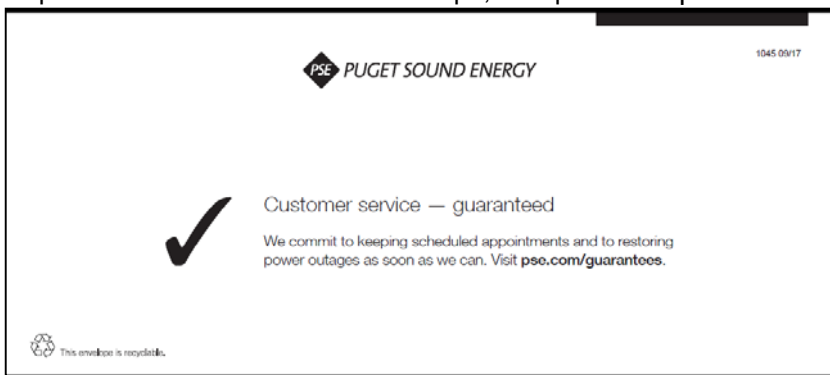 1045 09/17
PSE PUGET SOUND ENERGY
Customer service — guaranteed
We commit to keeping scheduled appointments and to restoring
power outages as soon as we can. Visit pse.com/guarantees.
This envelope is recyclable.